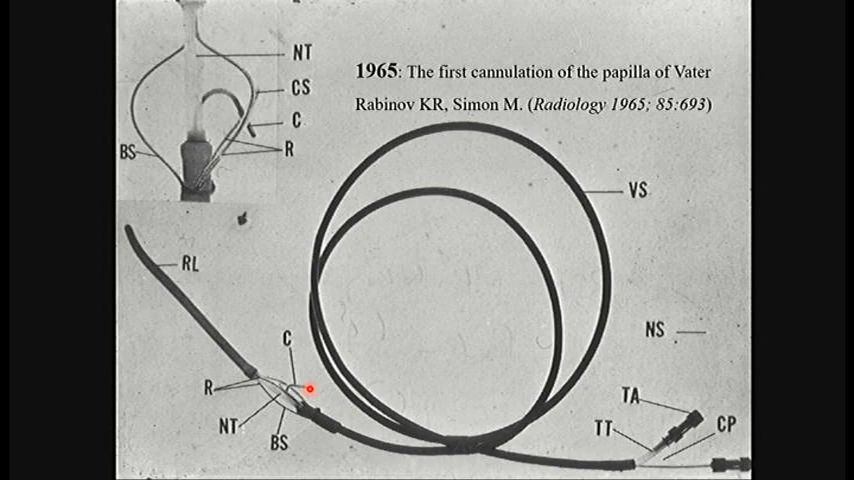 NT
CS
C
R
BS
1965: The first cannulation of the papilla of Vater
Rabinov KR, Simon M. (Radiology 1965; 85:693)
VS
RL
NS
C
R
NT
BS
TA
TT
CP